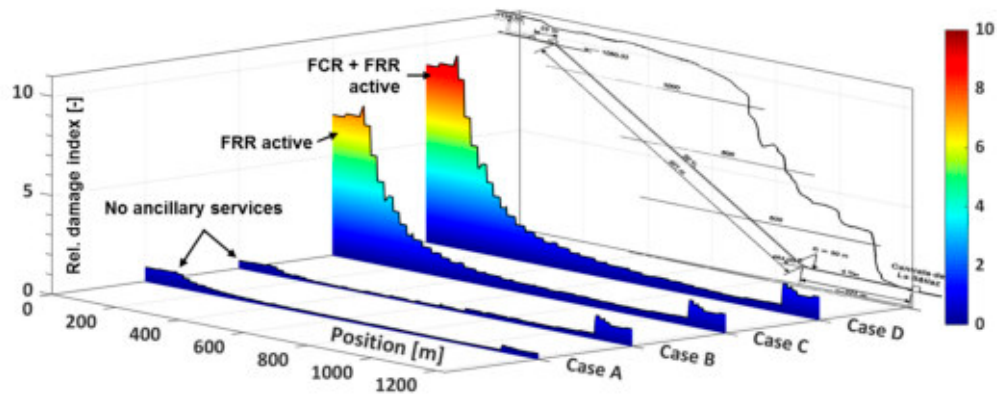 10
5
0
Rel. damage index [-]
0
200
400
600
800
1000
1200
Position [m]
No ancillary services
FRR active
FCR + FRR
active
Case A
Case B
Case C
Case D
1000
10
8
6
4
2
0